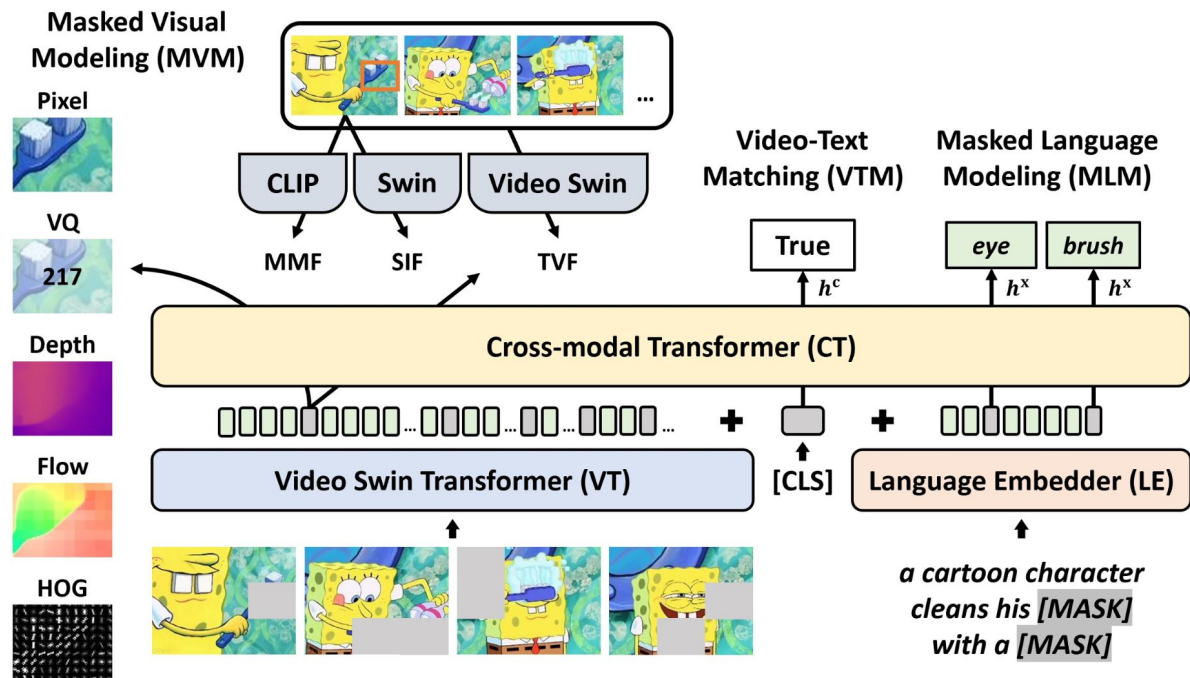 Masked Visual
Modeling (MVM)
Pixel
VQ
217
Depth
Flow
HOG
...
CLIP
Swin
Video Swin
MMF
SIF
TVF
Video-Text
Matching (VTM)
True
h^c
Masked Language
Modeling (MLM)
eye
brush
h^x
h^x
Cross-modal Transformer (CT)
... ... ... ...
+
+
Video Swin Transformer (VT)
[CLS]
Language Embedder (LE)
a cartoon character
cleans his [MASK]
with a [MASK]